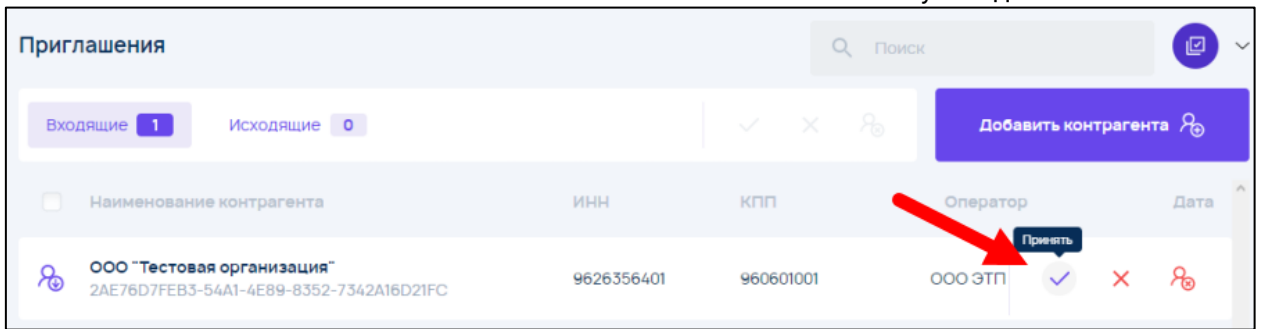 Приглашения
Поиск
Входящие 1 Исходящие 0
Добавить контрагента
Наименование контрагента ИНН КПП Оператор Дата
Принять
ООО "Тестовая организация" 9626356401 960601001 ООО ЭТП
2AE76D7FEB3-54A1-4E89-8352-7342A16D21FC